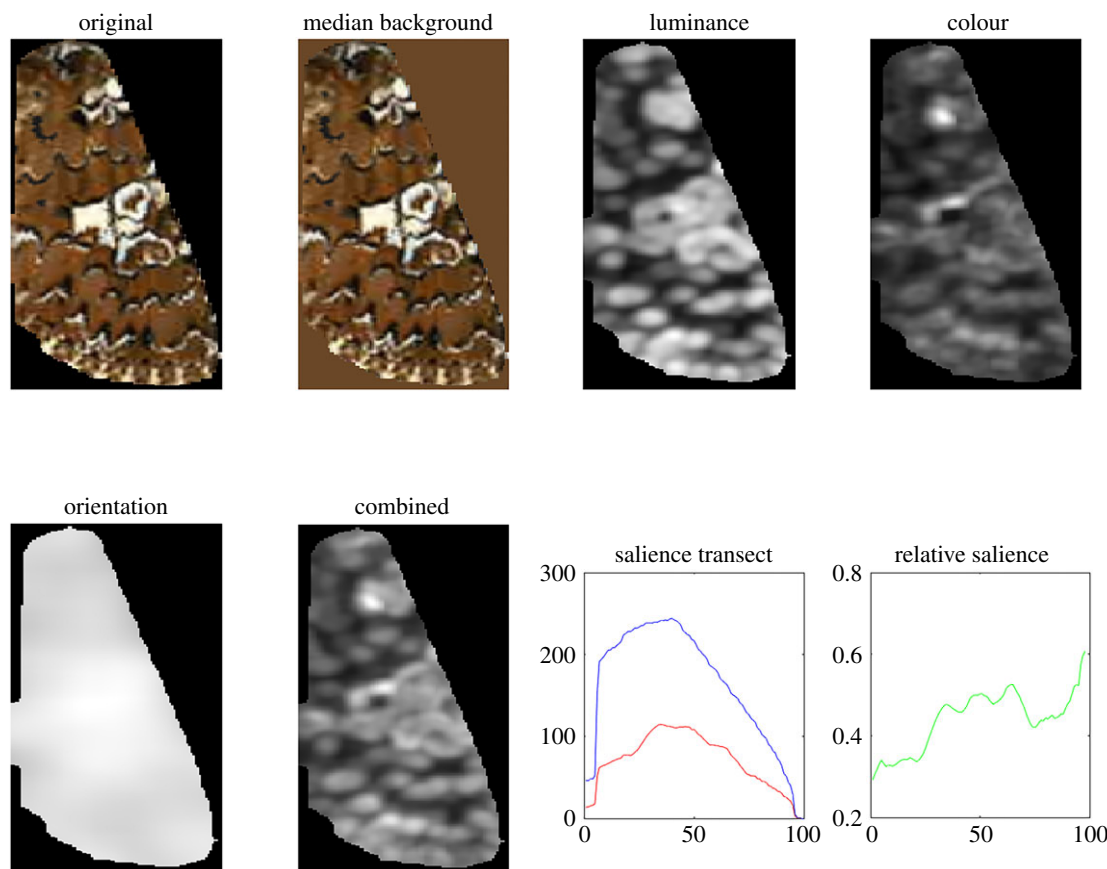 original
median background
luminance
colour
orientation
combined
salience transect
relative salience
300
200
100
0
0
50
100
0.8
0.6
0.4
0.2
0
50
100